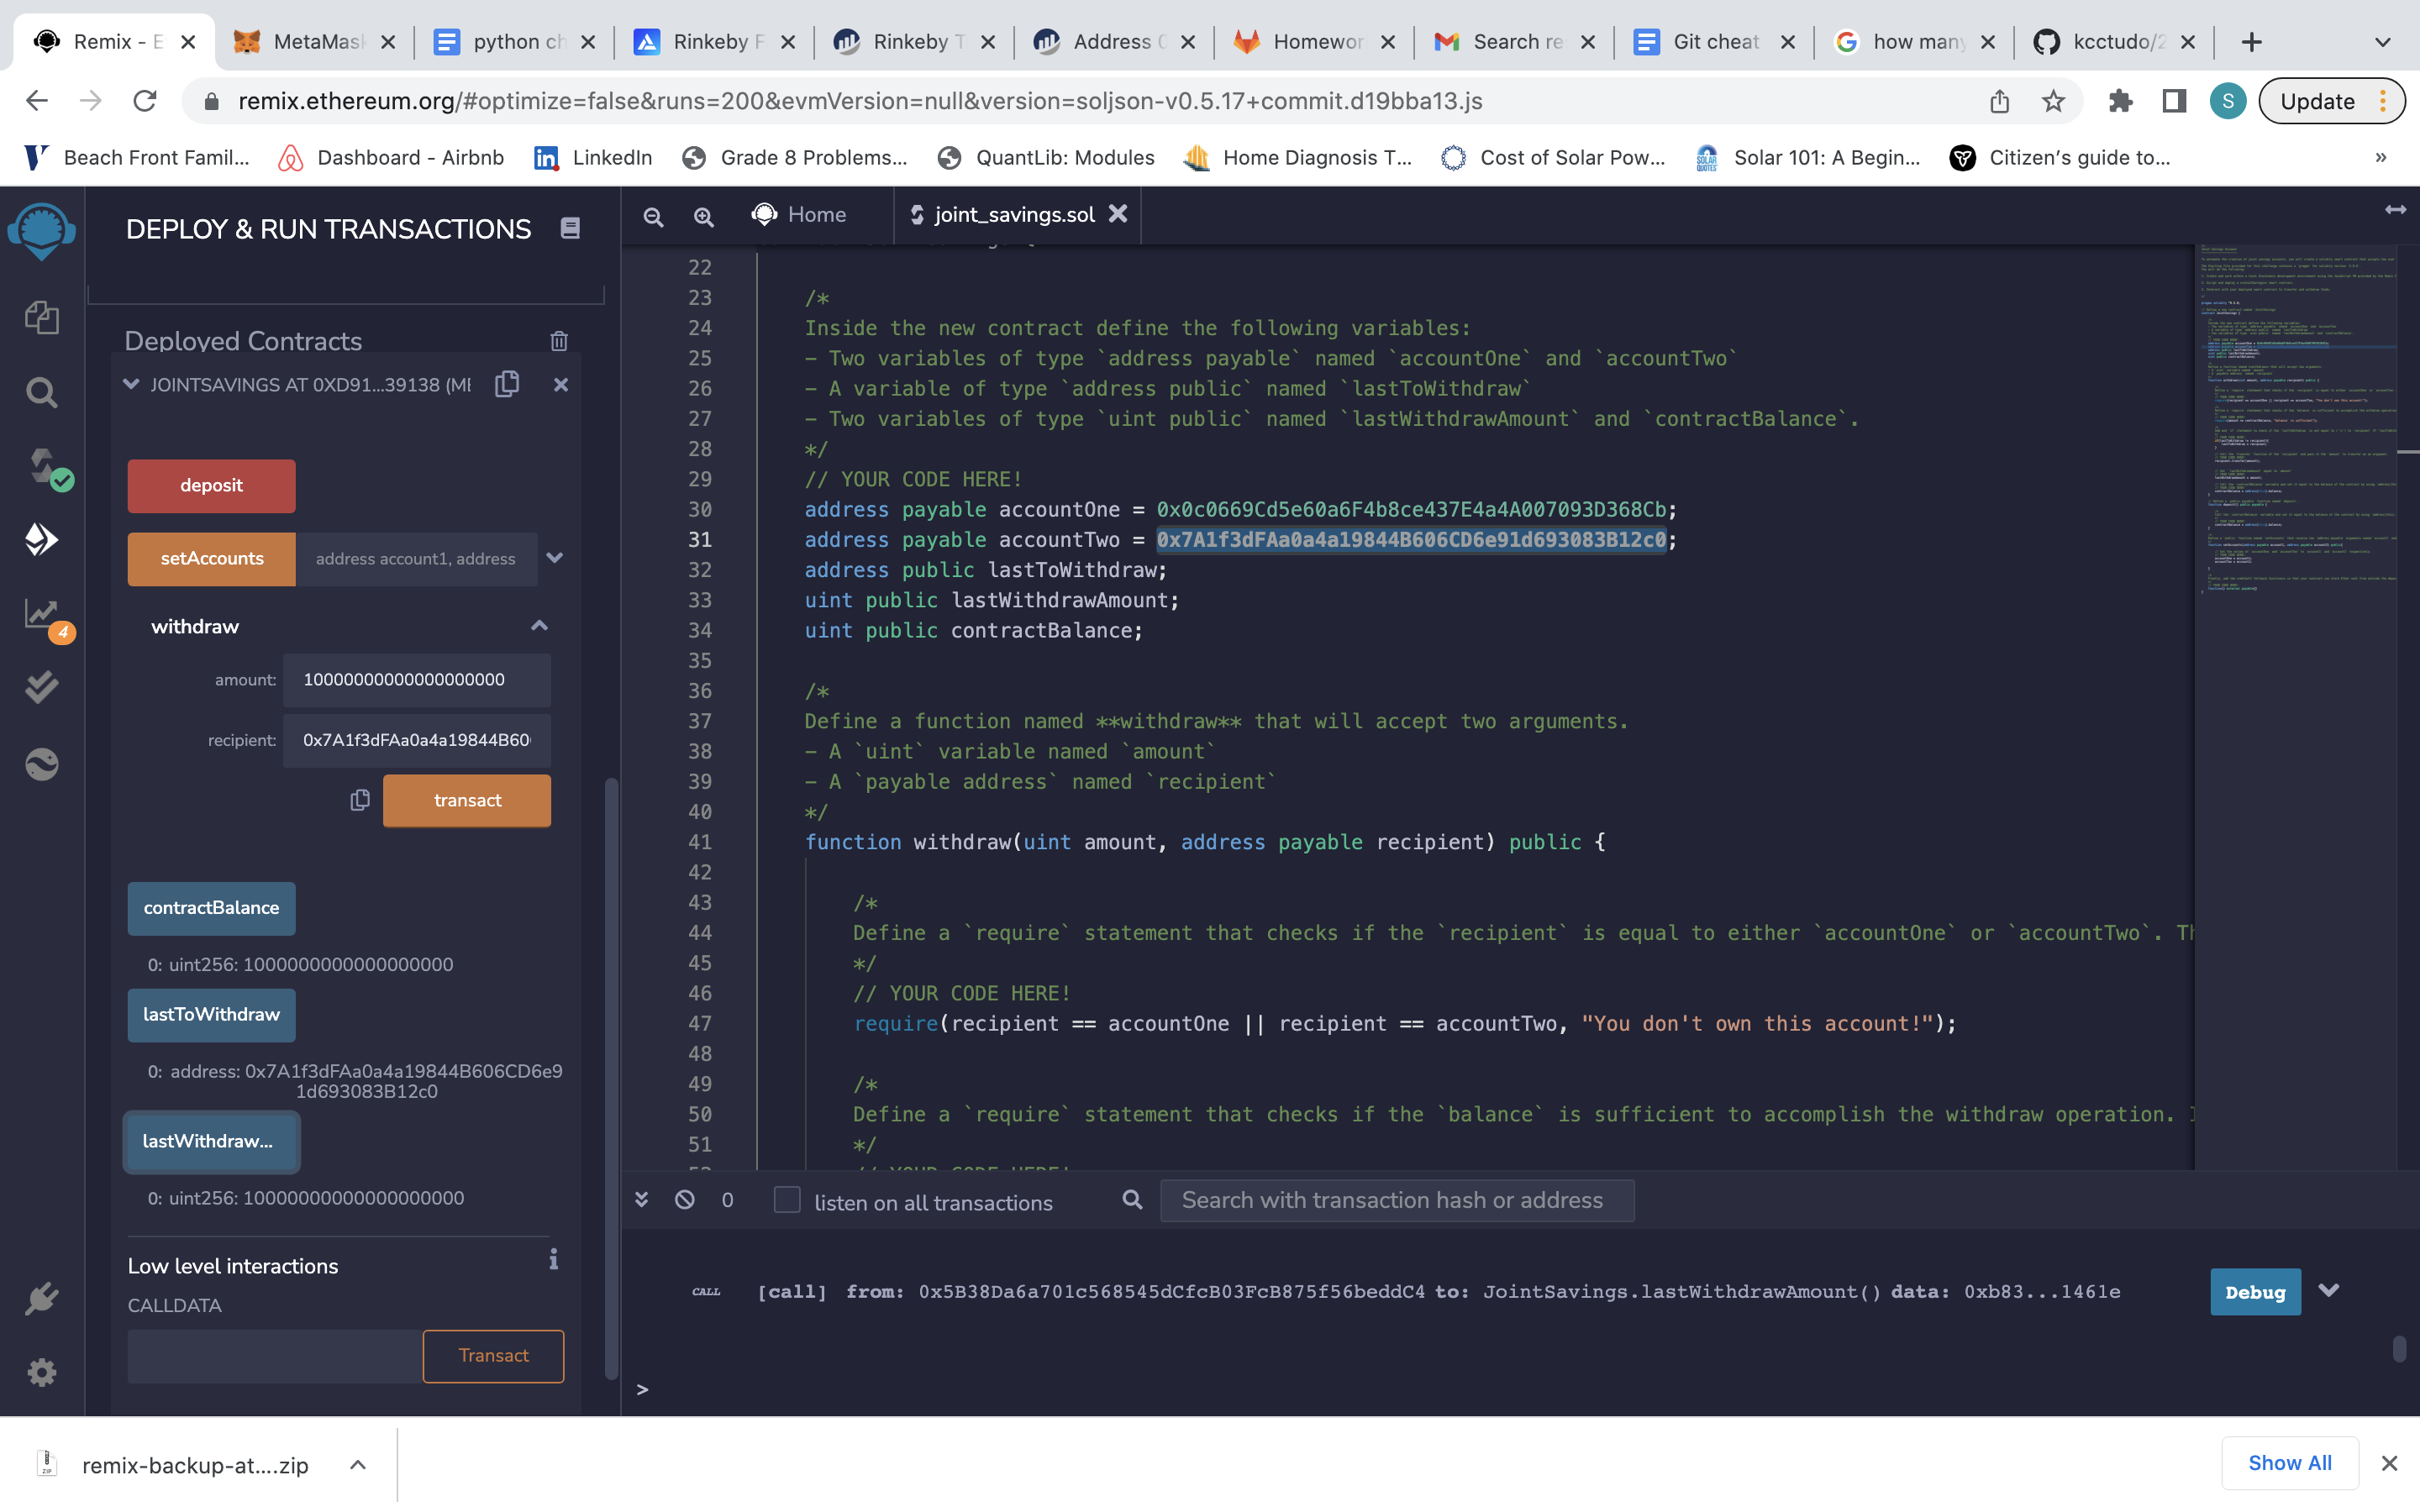 Remix - E
MetaMask
python ch
Rinkeby F
Rinkeby T
Address 0
Homewor
Search re
Git cheat
how many
kcctudo/2
remix.ethereum.org/#optimize=false&runs=200&evmVersion=null&version=soljson-v0.5.17+commit.d19bba13.js
S
Update
Beach Front Famil...
Dashboard - Airbnb
LinkedIn
Grade 8 Problems...
QuantLib: Modules
Home Diagnosis T...
Cost of Solar Pow...
Solar 101: A Begin...
Citizen's guide to...
»
DEPLOY & RUN TRANSACTIONS
Home
joint_savings.sol
Deployed Contracts
JOINTSAVINGS AT 0XD91...39138 (ME
deposit
setAccounts
address account1, address
4
withdraw
amount:
10000000000000000000
recipient:
0x7A1f3dFAa0a4a19844B60
transact
contractBalance
0: uint256: 1000000000000000000
lastToWithdraw
0: address: 0x7A1f3dFAa0a4a19844B606CD6e9
1d693083B12c0
lastWithdraw...
0: uint256: 10000000000000000000
Low level interactions
CALLDATA
Transact
22
23 /*
24 Inside the new contract define the following variables:
25 - Two variables of type `address payable` named `accountOne` and `accountTwo`
26 - A variable of type `address public` named `lastToWithdraw`
27 - Two variables of type `uint public` named `lastWithdrawAmount` and `contractBalance`.
28 */
29 // YOUR CODE HERE!
30 address payable accountOne = 0x0c0669Cd5e60a6F4b8ce437E4a4A007093D368Cb;
31 address payable accountTwo = 0x7A1f3dFAa0a4a19844B606CD6e91d693083B12c0;
32 address public lastToWithdraw;
33 uint public lastWithdrawAmount;
34 uint public contractBalance;
35
36 /*
37 Define a function named **withdraw** that will accept two arguments.
38 - A `uint` variable named `amount`
39 - A `payable address` named `recipient`
40 */
41 function withdraw(uint amount, address payable recipient) public {
42
43 /*
44 Define a `require` statement that checks if the `recipient` is equal to either `accountOne` or `accountTwo`. Th
45 */
46 // YOUR CODE HERE!
47 require(recipient == accountOne || recipient == accountTwo, "You don't own this account!");
48
49 /*
50 Define a `require` statement that checks if the `balance` is sufficient to accomplish the withdraw operation.
51 */
0
listen on all transactions
Search with transaction hash or address
CALL [call] from: 0x5B38Da6a701c568545dCfcB03FcB875f56beddC4 to: JointSavings.lastWithdrawAmount() data: 0xb83...1461e
Debug
>
remix-backup-at....zip
Show All